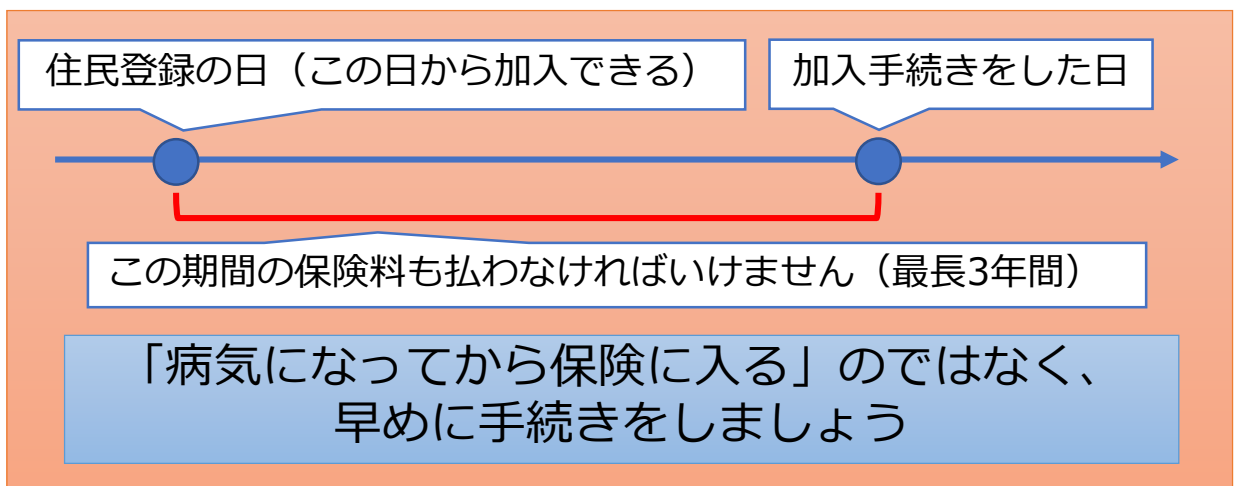 住民登録の日（この日から加入できる）
加入手続きをした日
この期間の保険料も払わなければいけません（最長3年間）
「病気になってから保険に入る」のではなく、
早めに手続きをしましょう